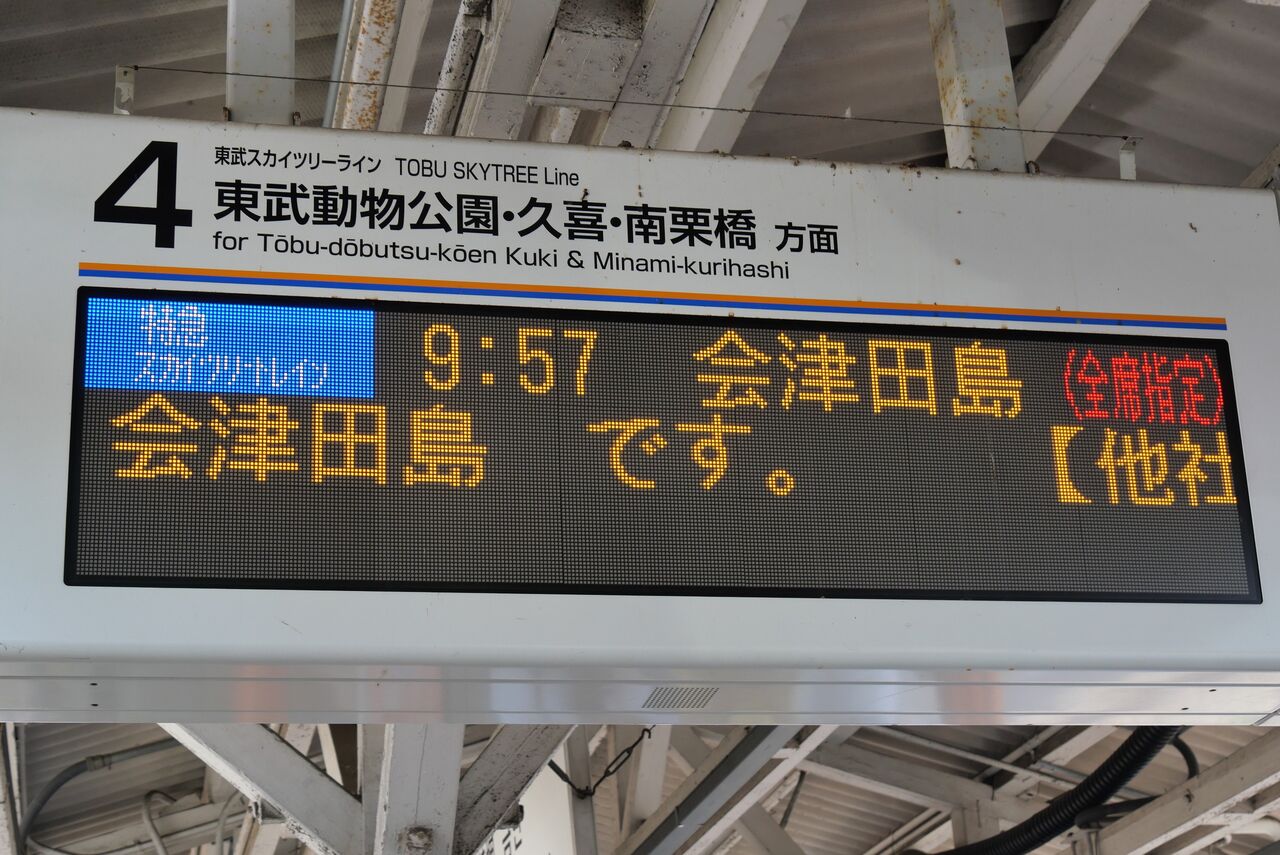 4
東武スカイツリーライン TOBU SKYTREE Line
東武動物公園・久喜・南栗橋 方面
for Tōbu-dōbutsu-kōen Kuki & Minami-kurihashi
特急
スカイツリートレイン
9:57 会津田島 (全席指定)
会津田島 です。 【他社